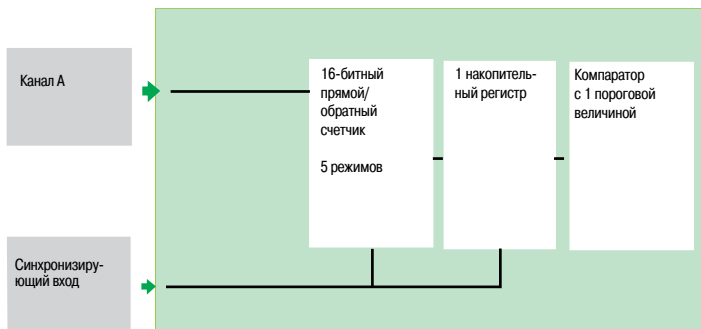 Канал А
16-битный
прямой/
обратный
счетчик
5 режимов
1 накопитель-
ный регистр
Компаратор
с 1 пороговой
величиной
Синхронизиру-
ющий вход